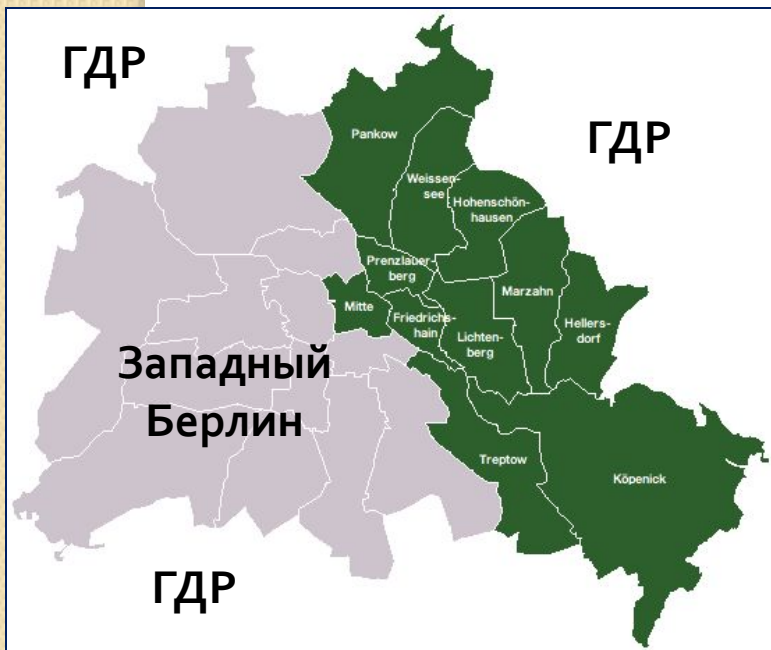 ГДР
ГДР
Pankow
Weissen-
see
Hohenschön-
hausen
Prenzlauer-
berg
Mitte
Friedrichs-
hain
Lichten-
berg
Marzahn
Hellers-
dorf
Западный
Берлин
Treptow
Köpenick
ГДР